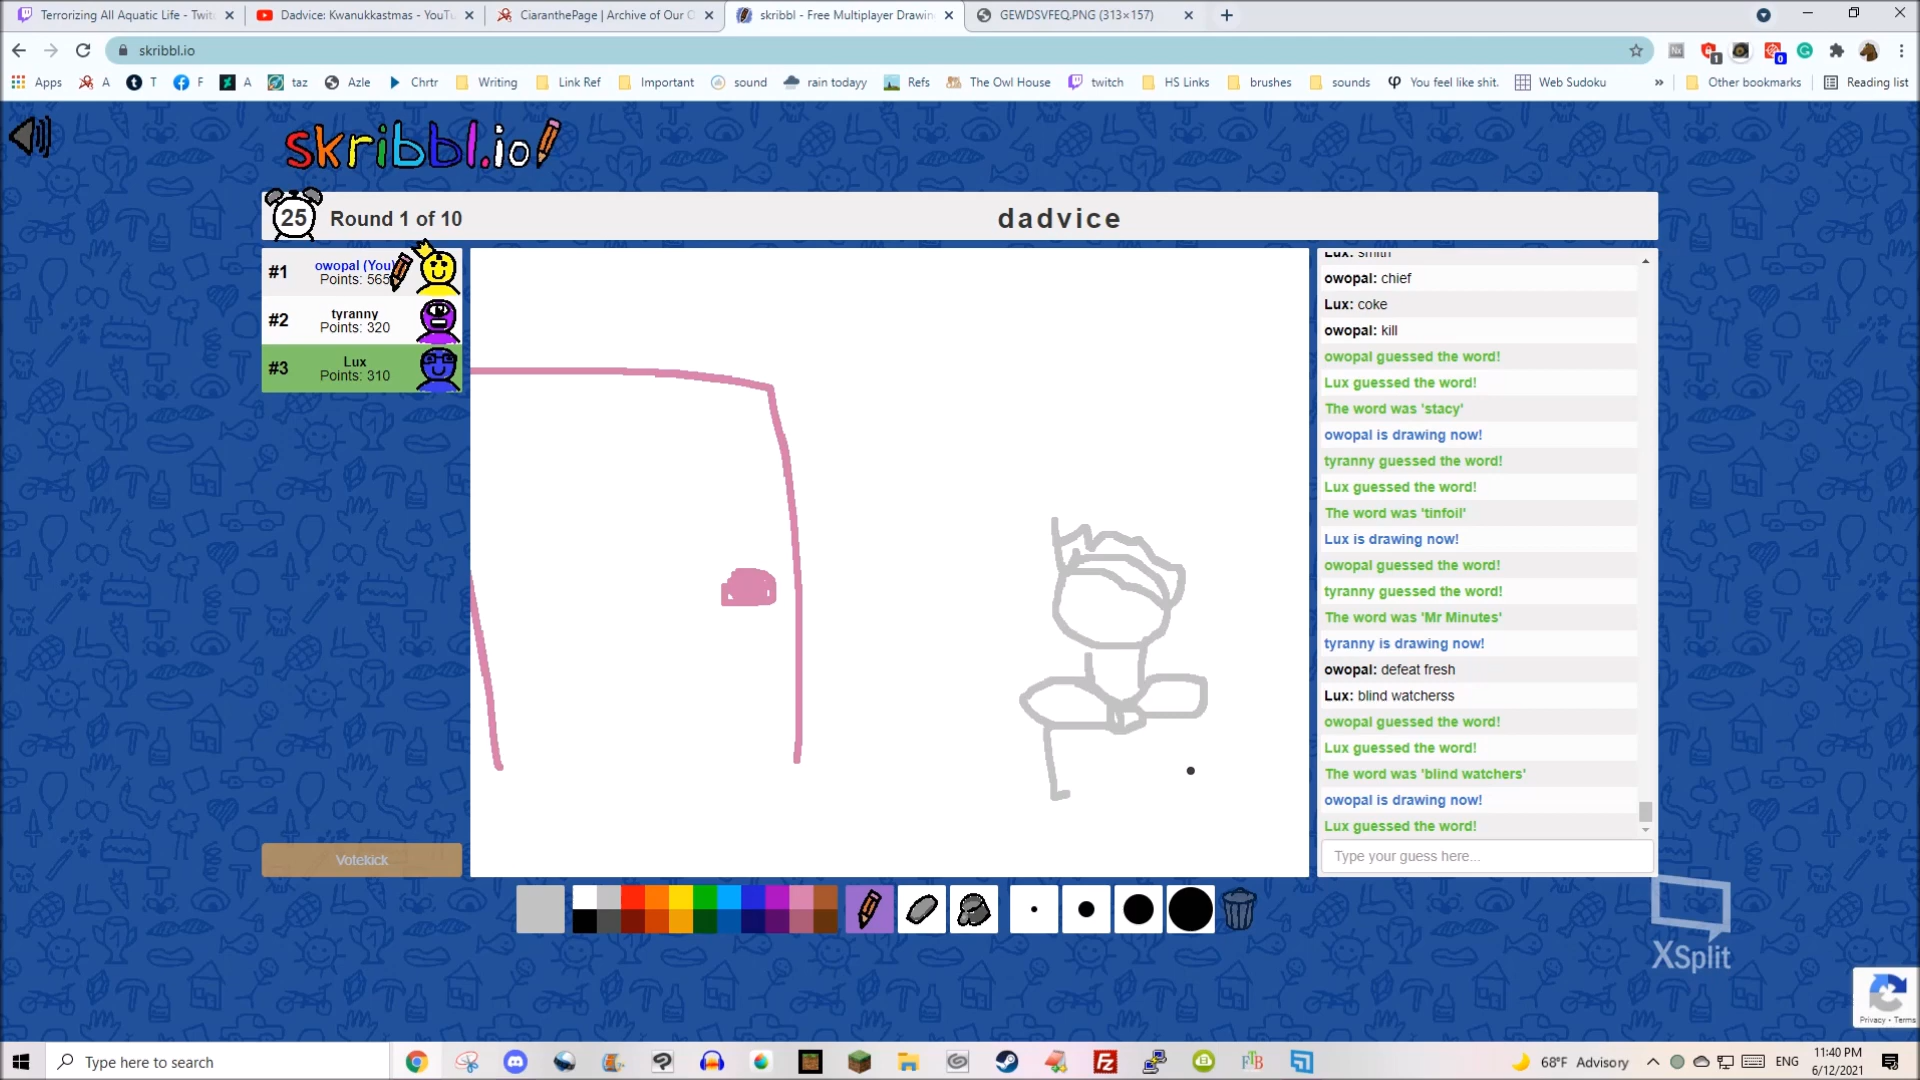 Terrorizing All Aquatic Life - Twit
Dadvice: Kwanukkastmas - YouTu
CiaranthePage | Archive of Our O
skribbl - Free Multiplayer Drawin
GEWDSVFEQ.PNG (313×157)
skribbl.io
Apps
A
T
F
A
taz
Azle
Chrtr
Writing
Link Ref
Important
sound
rain todayy
Refs
The Owl House
twitch
HS Links
brushes
sounds
You feel like shit.
Web Sudoku
»
Other bookmarks
Reading list
skribbl.io
25
Round 1 of 10
dadvice
#1
owopal (You)
Points: 565
#2
tyranny
Points: 320
#3
Lux
Points: 310
Votekick
Lux: smith
owopal: chief
Lux: coke
owopal: kill
owopal guessed the word!
Lux guessed the word!
The word was 'stacy'
owopal is drawing now!
tyranny guessed the word!
Lux guessed the word!
The word was 'tinfoil'
Lux is drawing now!
owopal guessed the word!
tyranny guessed the word!
The word was 'Mr Minutes'
tyranny is drawing now!
owopal: defeat fresh
Lux: blind watcherss
owopal guessed the word!
Lux guessed the word!
The word was 'blind watchers'
owopal is drawing now!
Lux guessed the word!
Type your guess here...
XSplit
Privacy • Terms
Type here to search
68°F Advisory
ENG
11:40 PM
6/12/2021